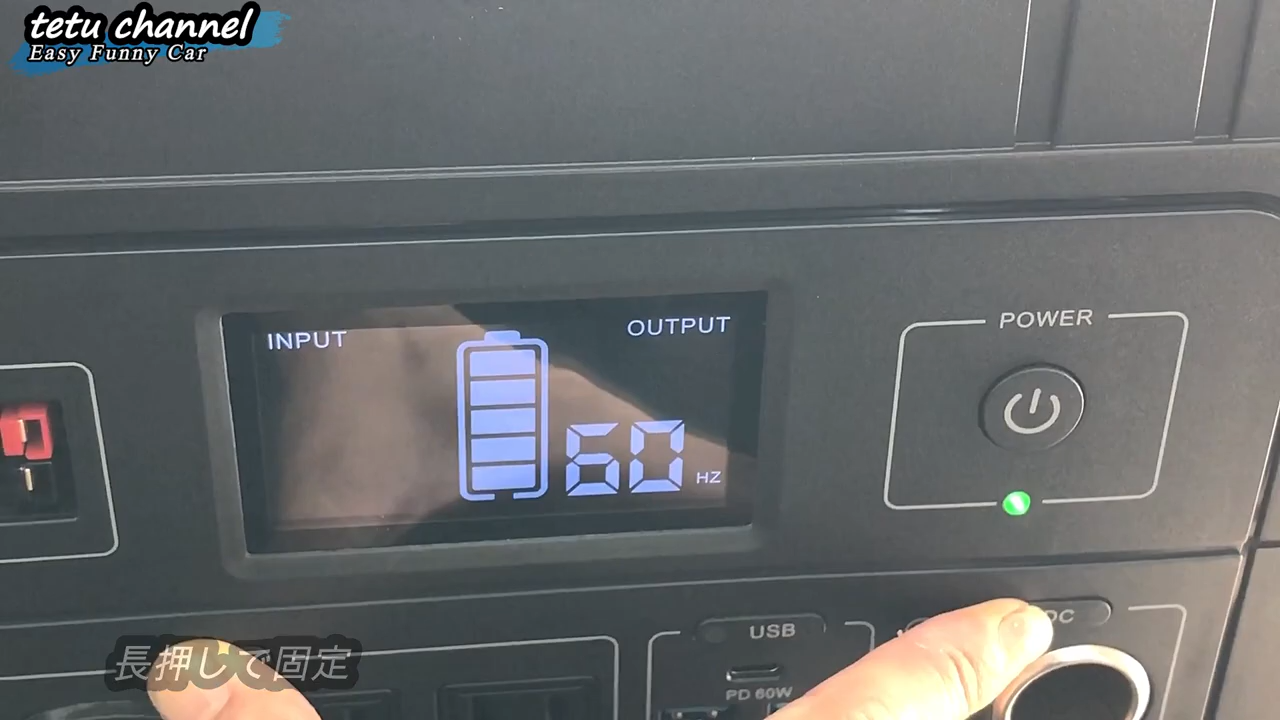 tetu channel
Easy Funny Car
INPUT
OUTPUT
60 HZ
POWER
USB
DC
PD 60W
長押しで固定